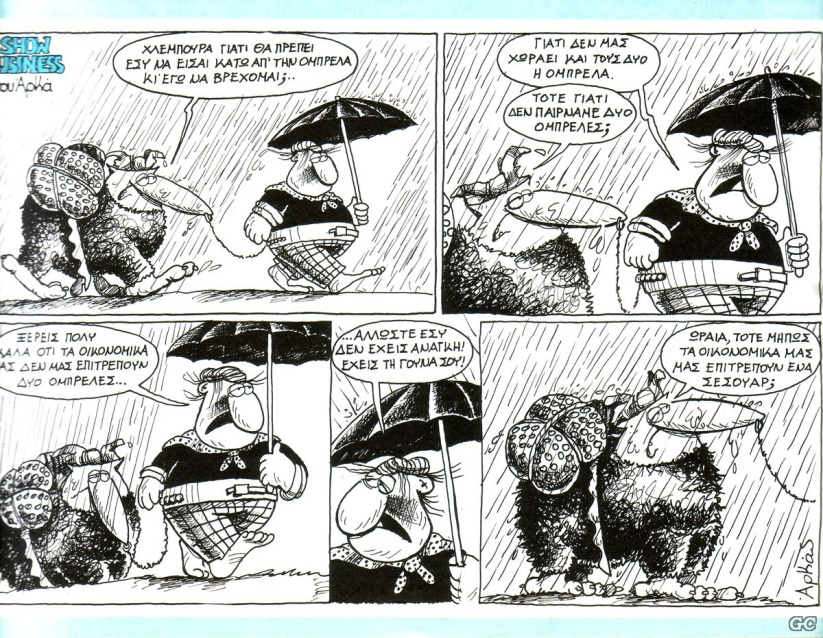 SHOW
BUSINESS
του Αρκά
ΧΛΕΜΠΟΥΡΑ ΓΙΑΤΙ ΘΑ ΠΡΕΠΕΙ
ΕΣΥ ΝΑ ΕΙΣΑΙ ΚΑΤΩ ΑΠ' ΤΗΝ ΟΜΠΡΕΛΑ
ΚΙ' ΕΓΩ ΝΑ ΒΡΕΧΟΜΑΙ;..
ΓΙΑΤΙ ΔΕΝ ΜΑΣ
ΧΩΡΑΕΙ ΚΑΙ ΤΟΥΣ ΔΥΟ
Η ΟΜΠΡΕΛΑ.
ΤΟΤΕ ΓΙΑΤΙ
ΔΕΝ ΠΑΙΡΝΑΜΕ ΔΥΟ
ΟΜΠΡΕΛΕΣ;
ΞΕΡΕΙΣ ΠΟΛΥ
ΚΑΛΑ ΟΤΙ ΤΑ ΟΙΚΟΝΟΜΙΚΑ
ΜΑΣ ΔΕΝ ΜΑΣ ΕΠΙΤΡΕΠΟΥΝ
ΔΥΟ ΟΜΠΡΕΛΕΣ...
...ΑΛΛΩΣΤΕ ΕΣΥ
ΔΕΝ ΕΧΕΙΣ ΑΝΑΓΚΗ!
ΕΧΕΙΣ ΤΗ ΓΟΥΝΑ ΣΟΥ!
ΩΡΑΙΑ, ΤΟΤΕ ΜΗΠΩΣ
ΤΑ ΟΙΚΟΝΟΜΙΚΑ ΜΑΣ
ΜΑΣ ΕΠΙΤΡΕΠΟΥΝ ΕΝΑ
ΣΕΣΟΥΑΡ;
Αρκάς
GC